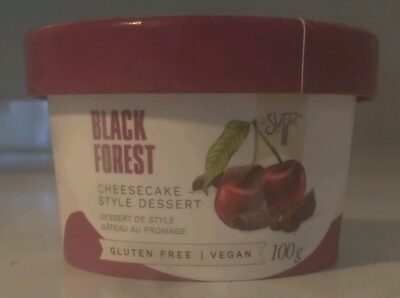 BLACK
FOREST
CHEESECAKE -
STYLE DESSERT
DESSERT DE STYLE
GÂTEAU AU FROMAGE
GLUTEN FREE | VEGAN
100g